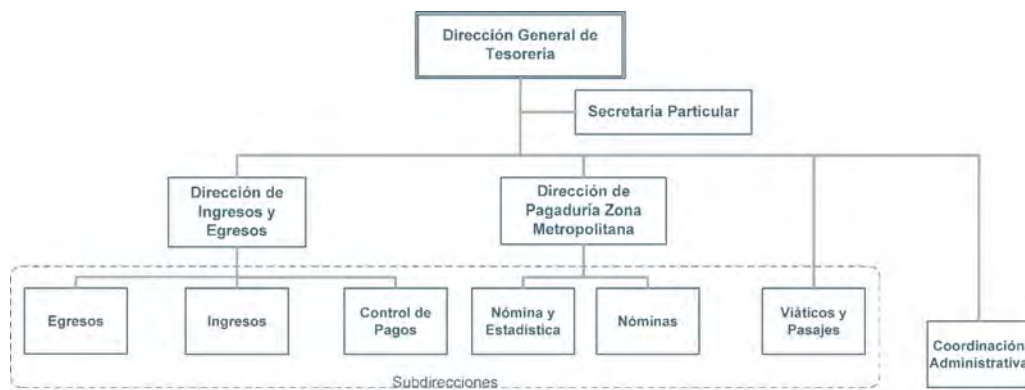 Dirección General de
Tesorería
Secretaria Particular
Dirección de
Ingresos y
Egresos
Dirección de
Pagaduría Zona
Metropolitana
Egresos
Ingresos
Control de
Pagos
Nómina y
Estadística
Nóminas
Viáticos y
Pasajes
Coordinación
Administrativa
Subdirecciones